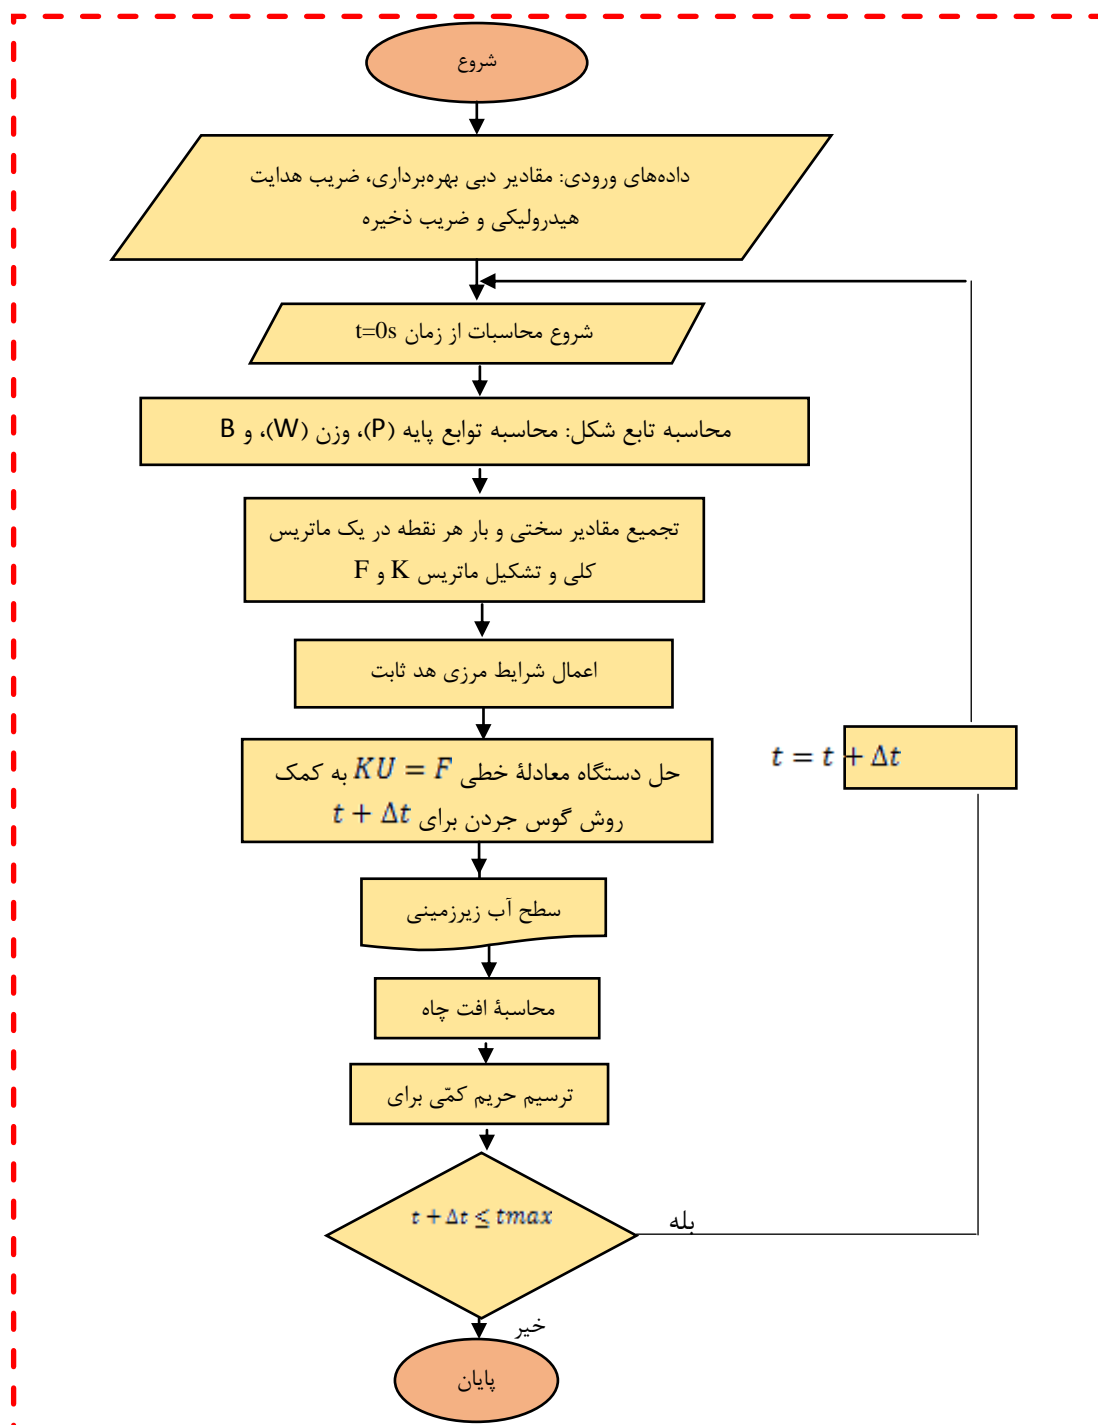 شروع
داده‌های ورودی: مقادیر دبی بهره‌برداری، ضریب هدایت
هیدرولیکی و ضریب ذخیره
شروع محاسبات از زمان t=0s
محاسبه تابع شکل: محاسبه توابع پایه (P)، وزن (W)، و B
تجمیع مقادیر سختی و بار هر نقطه در یک ماتریس
کلی و تشکیل ماتریس K و F
اعمال شرایط مرزی هد ثابت
حل دستگاه معادلۀ خطی KU = F به کمک
روش گوس جردن برای t + Δt
t = t + Δt
سطح آب زیرزمینی
محاسبۀ افت چاه
ترسیم حریم کمّی برای
t + Δt ≤ tmax
بله
خیر
پایان